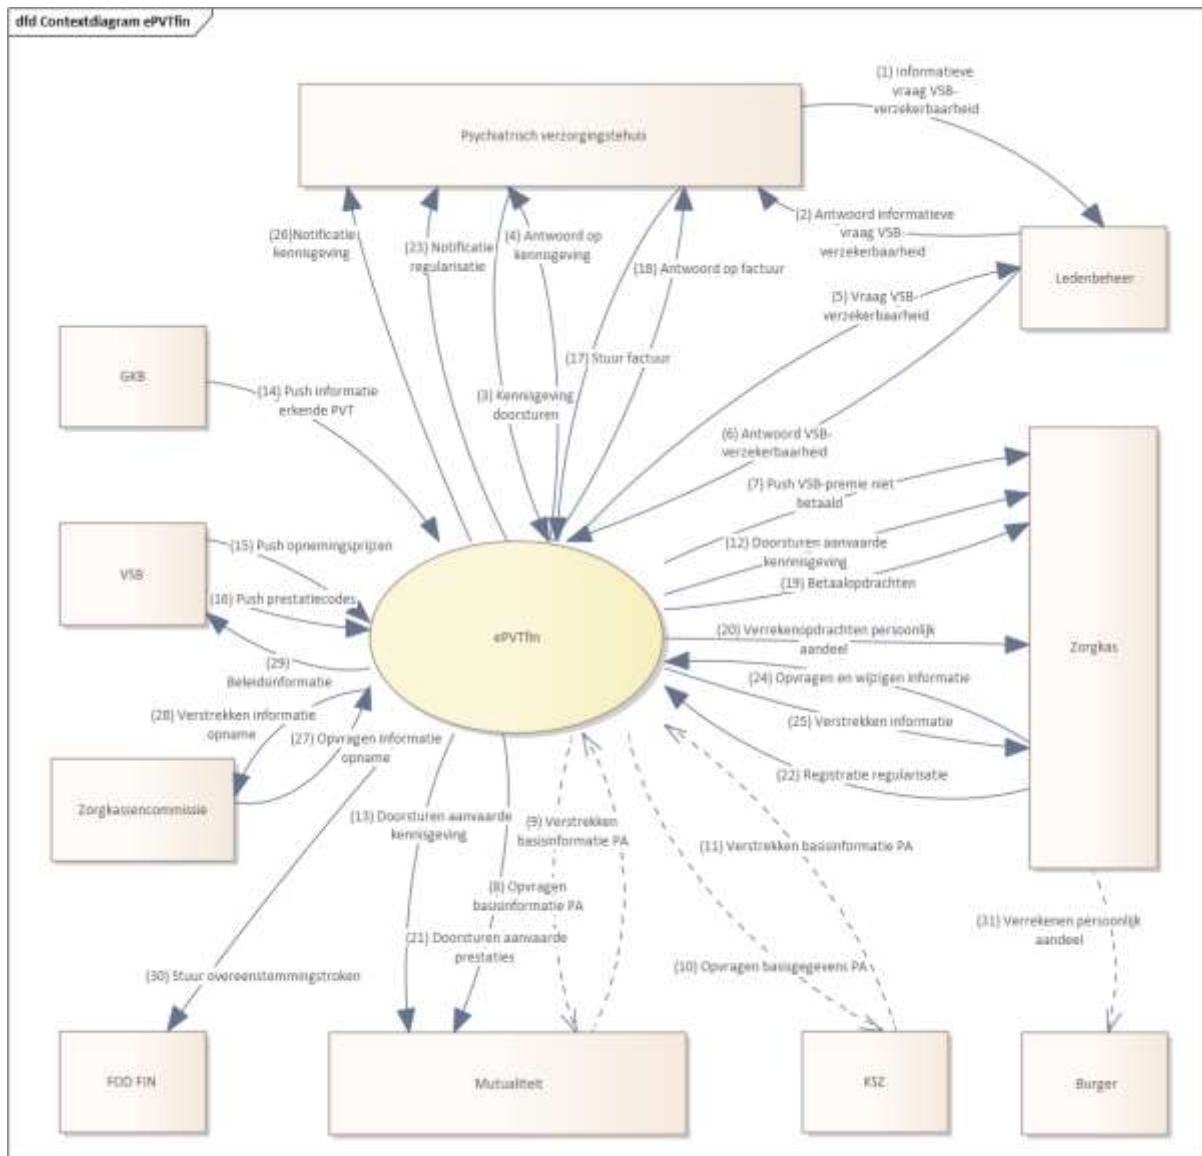 dfd Contextdiagram ePVTfin
(1) Informatieve
vraag VSB-
verzekerbaarheid
Psychiatrisch verzorgingstehuis
(2) Antwoord informatieve
vraag VSB-
verzekerbaarheid
(26)Notificatie
kennisgeving
(23) Notificatie
regularisatie
(4) Antwoord op
kennisgeving
(18) Antwoord op factuur
Ledenbeheer
(5) Vraag VSB-
verzekerbaarheid
(17) Stuur factuur
GKB
(14) Push informatie
erkende PVT
(3) Kennisgeving
doorsturen
(6) Antwoord VSB-
verzekerbaarheid
(7) Push VSB-premie niet
betaald
(15) Push opnemingsprijzen
VSB
(12) Doorsturen aanvaarde
kennnisgeving
(19) Betaalopdrachten
(16) Push prestatiecodes
ePVTfin
(20) Verrekenopdrachten persoonlijk
aandeel
Zorgkas
(29)
Beleidsinformatie
(24) Opvragen en wijzigen informatie
(28) Verstrekken informatie
opname
(27) Opvragen informatie
opname
(25) Verstrekken informatie
(22) Registratie regularisatie
Zorgkassencommissie
(13) Doorsturen aanvaarde
kennisgeving
(9) Verstrekken
basisinformatie PA
(11) Verstrekken basisinformatie PA
(8) Opvragen
basisinformatie PA
(31) Verrekenen persoonlijk
aandeel
(21) Doorsturen aanvaarde
prestaties
(10) Opvragen basisgegevens PA
(30) Stuur overeenstemmingstroken
FOD FIN
Mutualiteit
KSZ
Burger